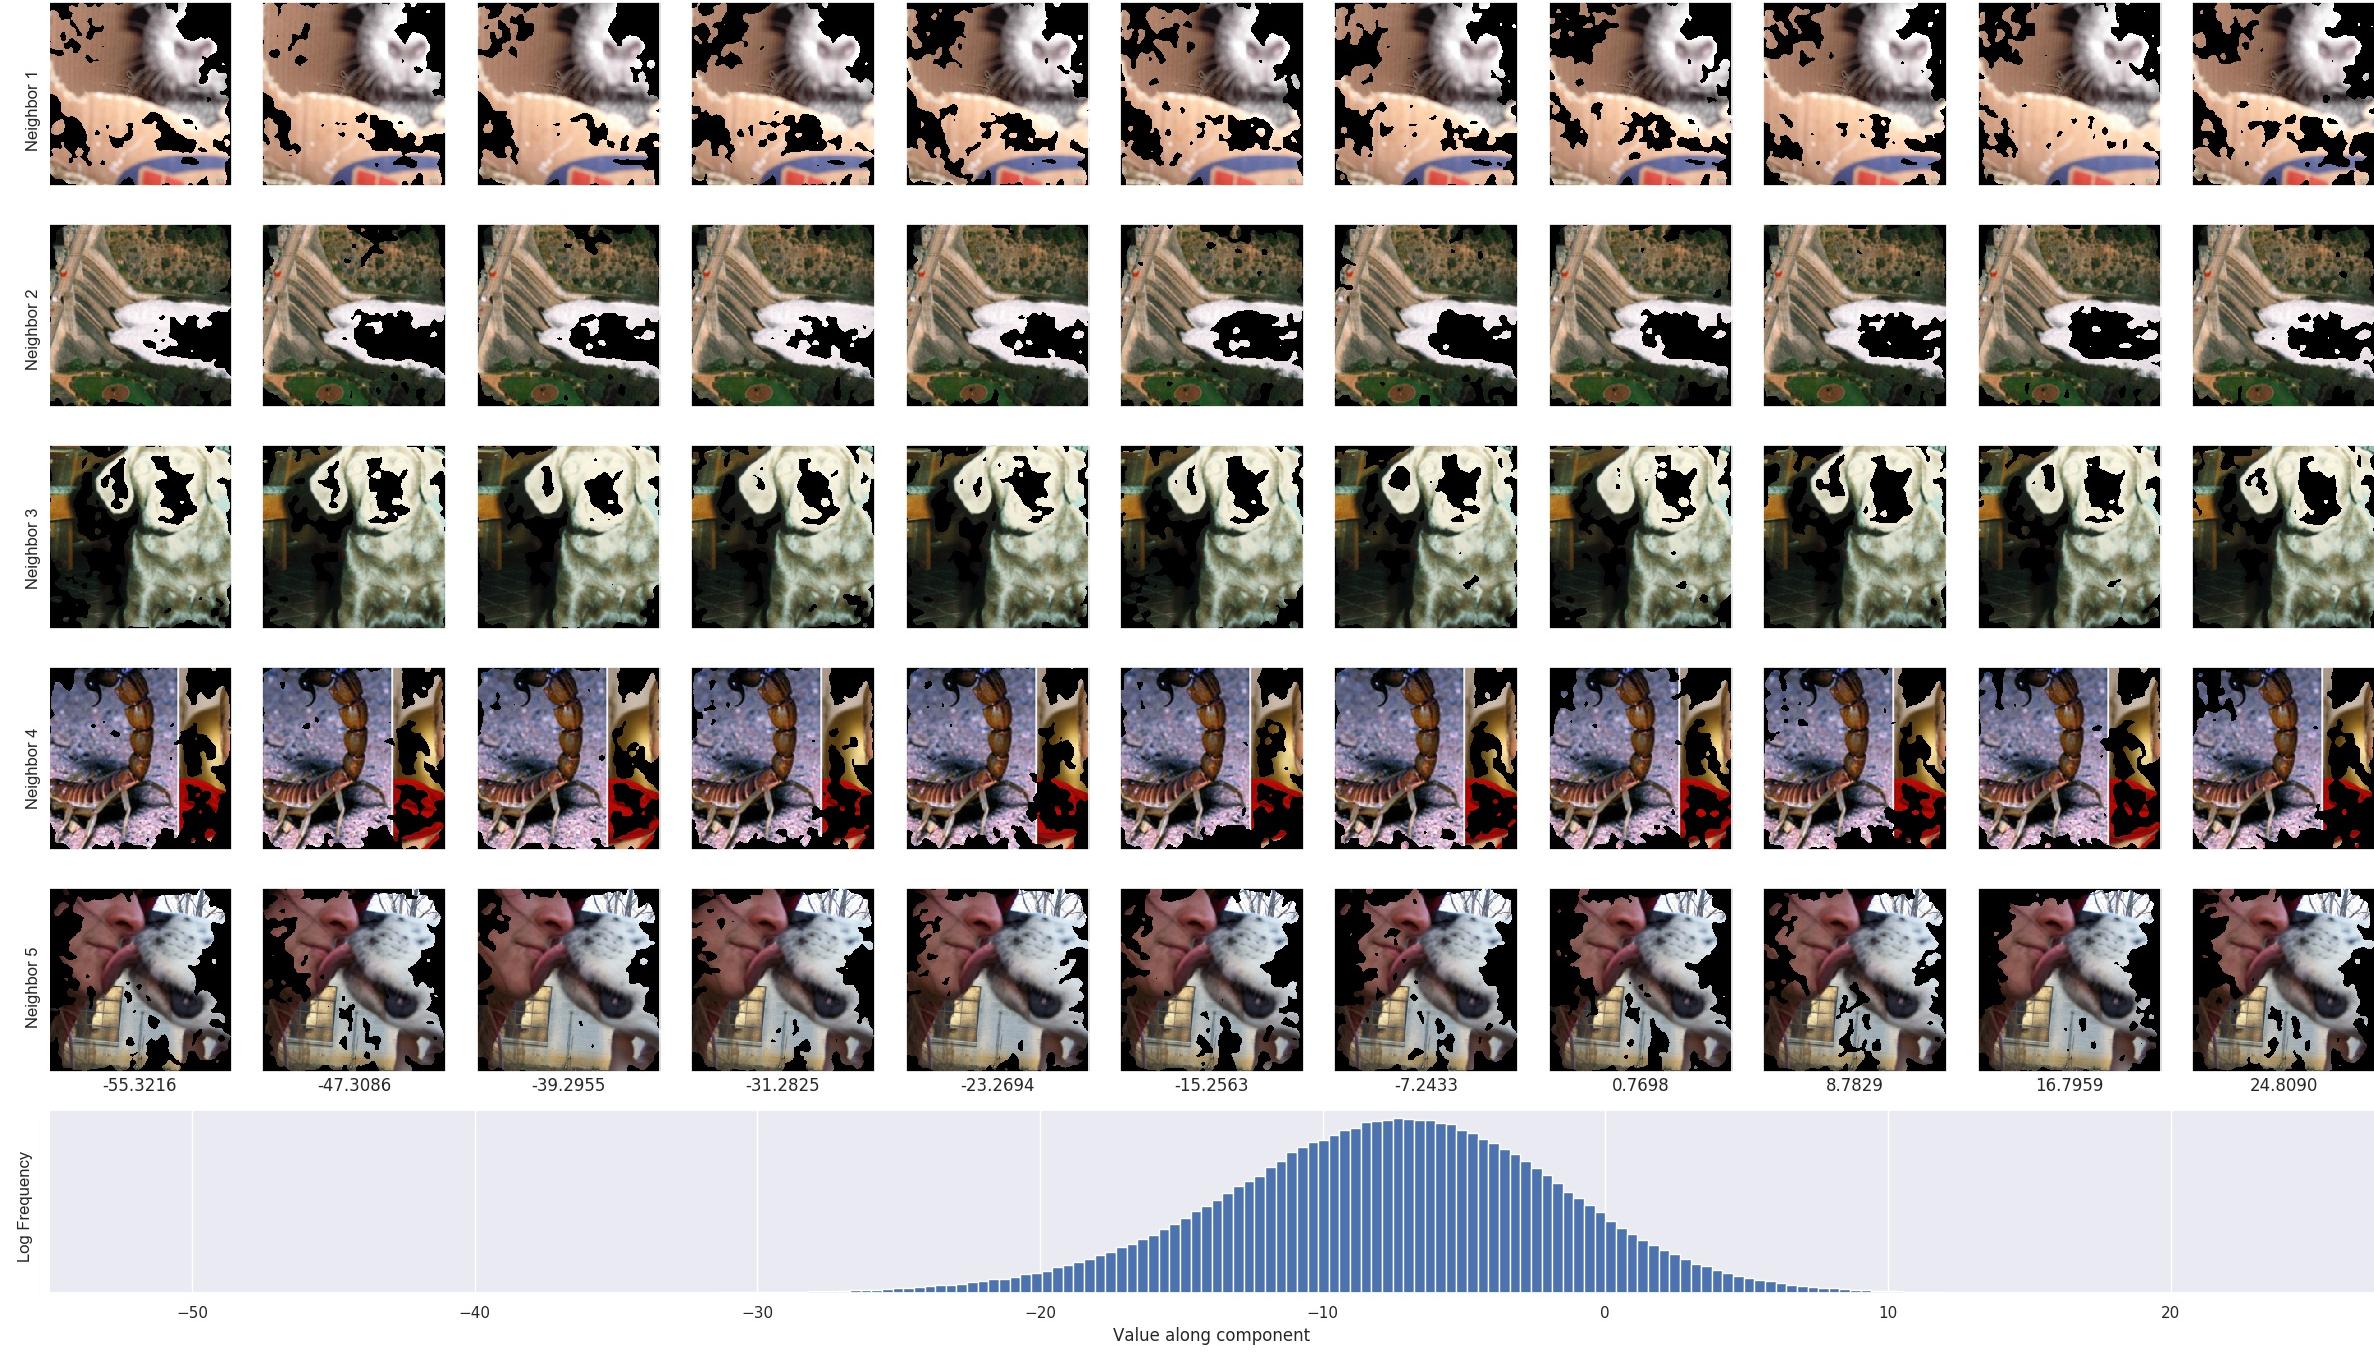 Neighbor 1
Neighbor 2
Neighbor 3
Neighbor 4
Neighbor 5
-55.3216 -47.3086 -39.2955 -31.2825 -23.2694 -15.2563 -7.2433 0.7698 8.7829 16.7959 24.8090
Log Frequency
−50 −40 −30 −20 −10 0 10 20
Value along component